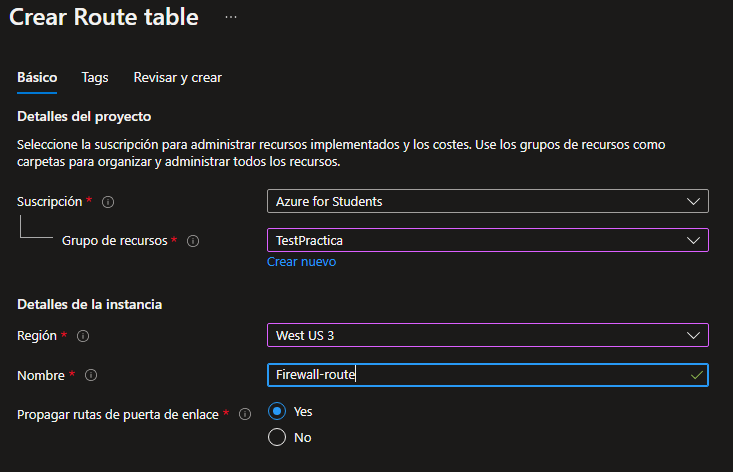 Crear Route table ...
Básico Tags Revisar y crear
Detalles del proyecto
Seleccione la suscripción para administrar recursos implementados y los costes. Use los grupos de recursos como
carpetas para organizar y administrar todos los recursos.
Suscripción * Azure for Students
Grupo de recursos * TestPractica
Crear nuevo
Detalles de la instancia
Región * West US 3
Nombre * Firewall-route
Propagar rutas de puerta de enlace * Yes
No